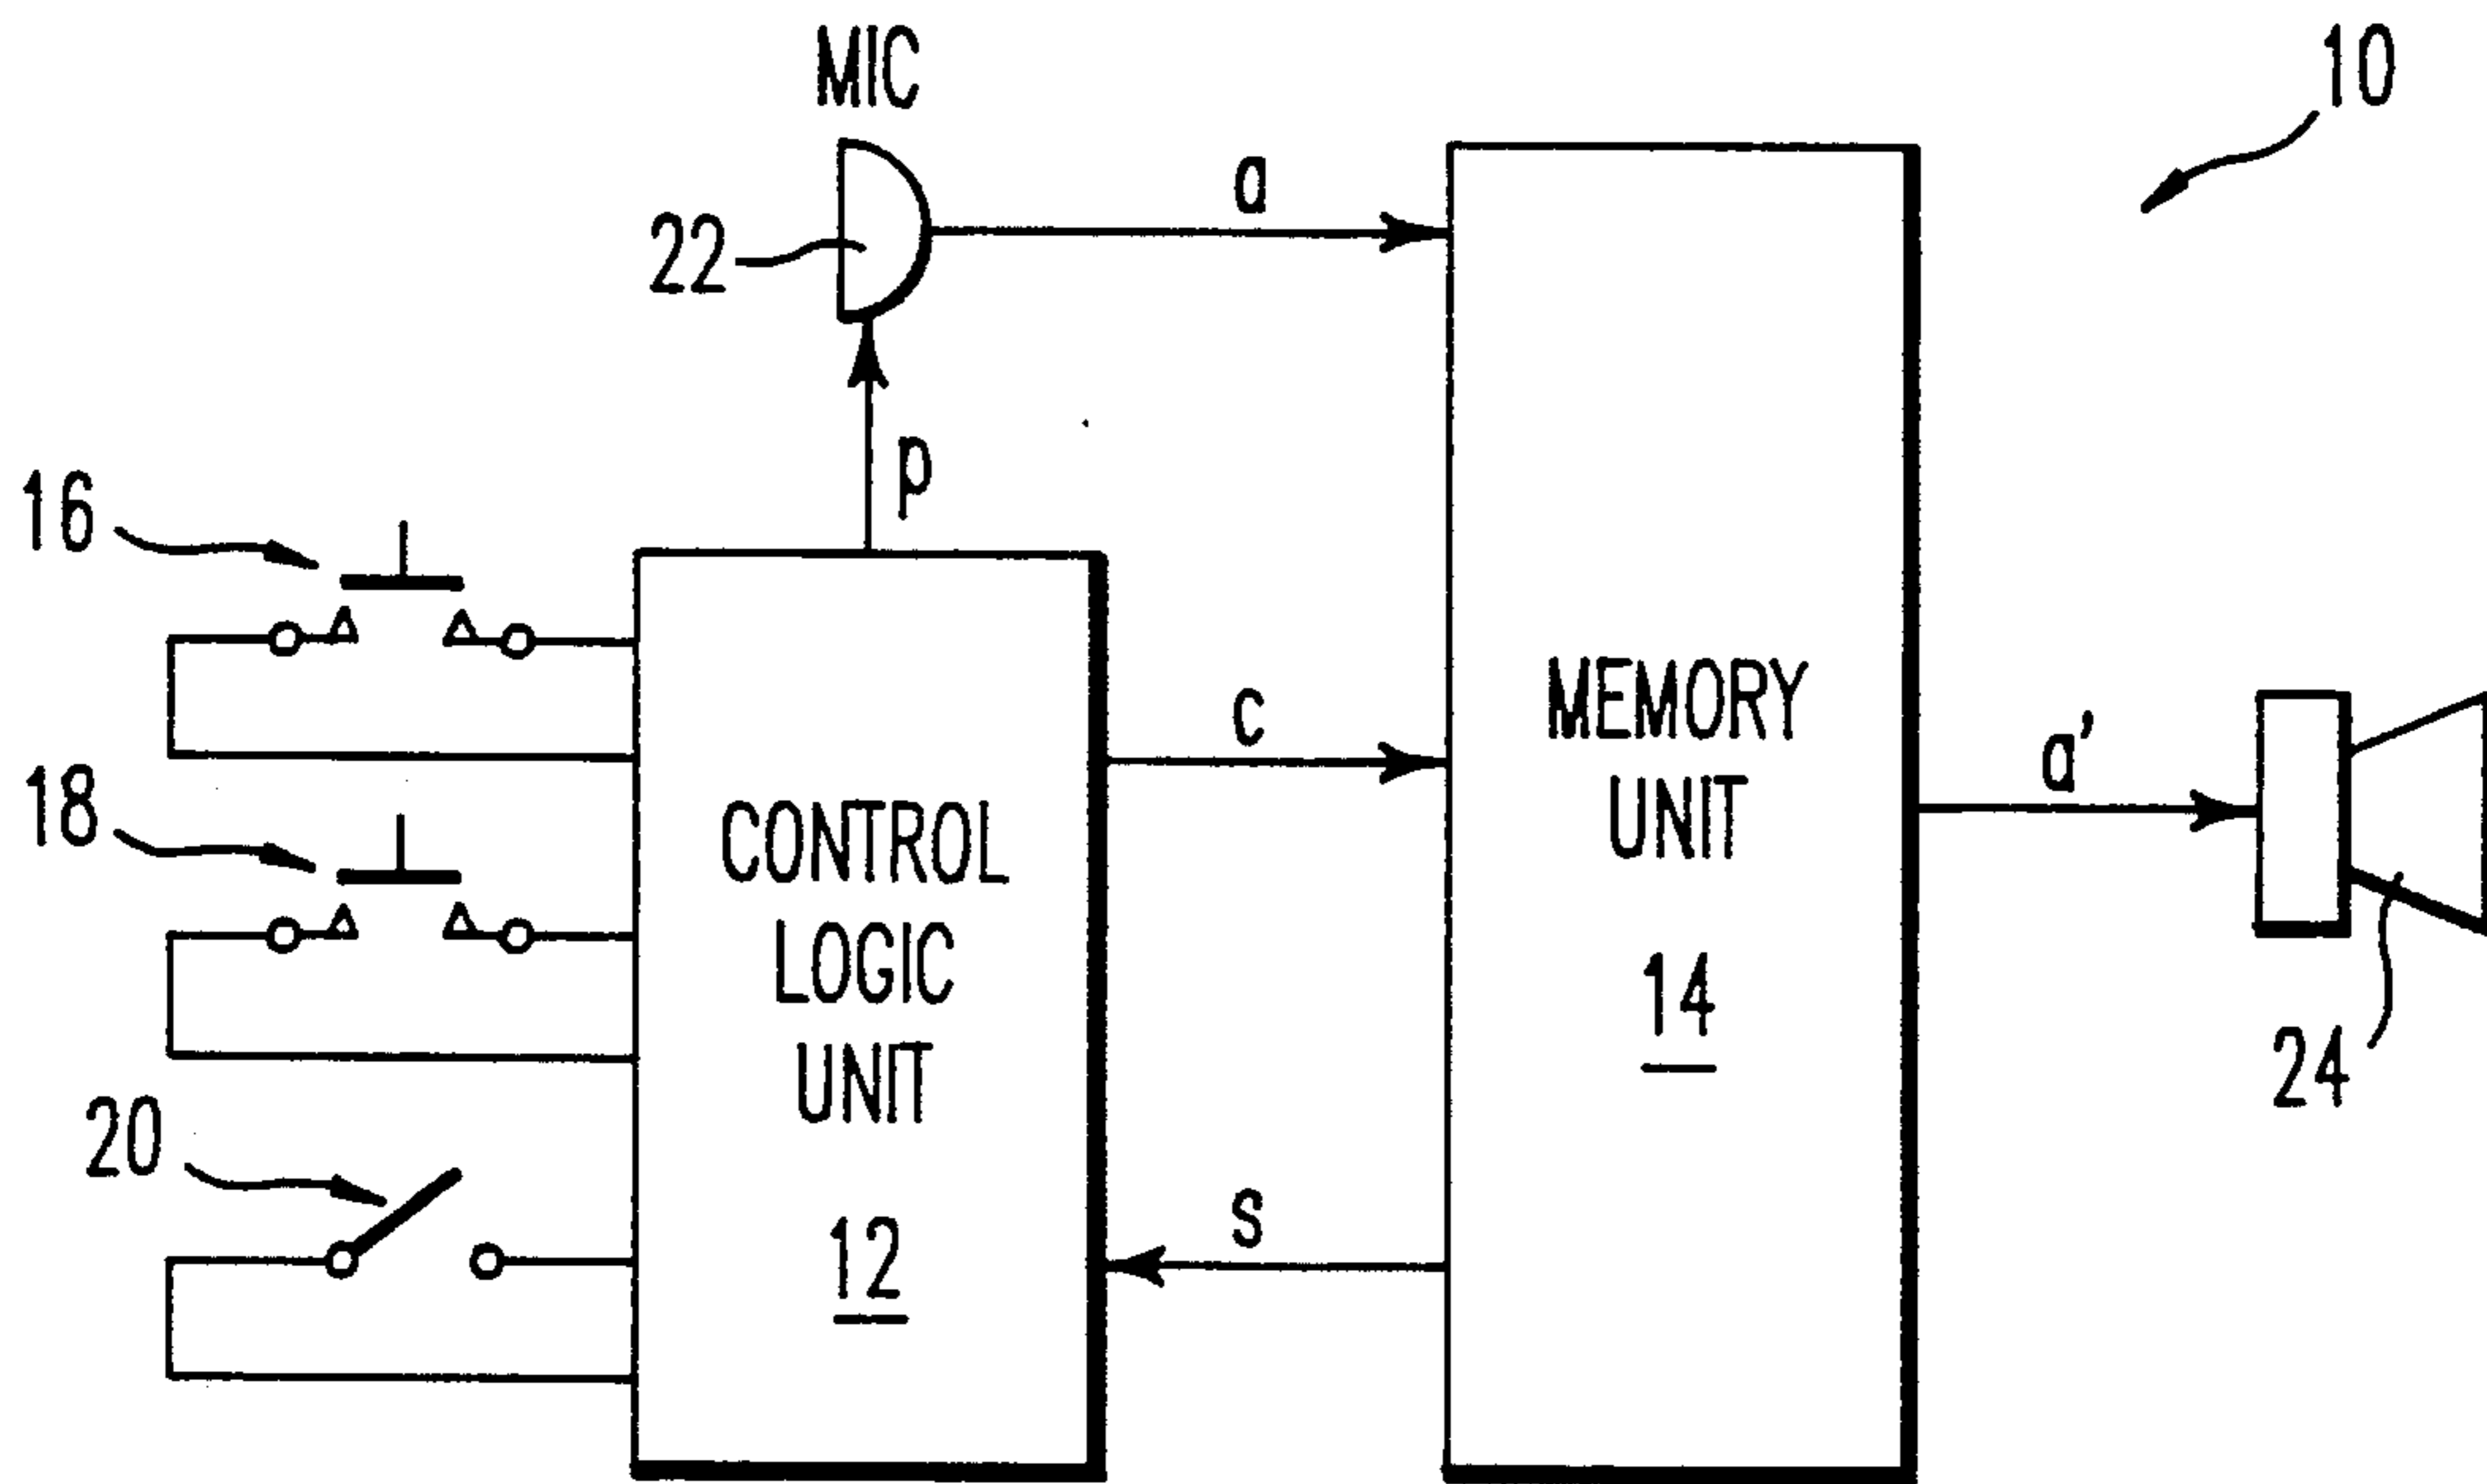 MIC
10
a
22
p
16
c
MEMORY
UNIT
14
a'
18
CONTROL
LOGIC
UNIT
12
24
20
s